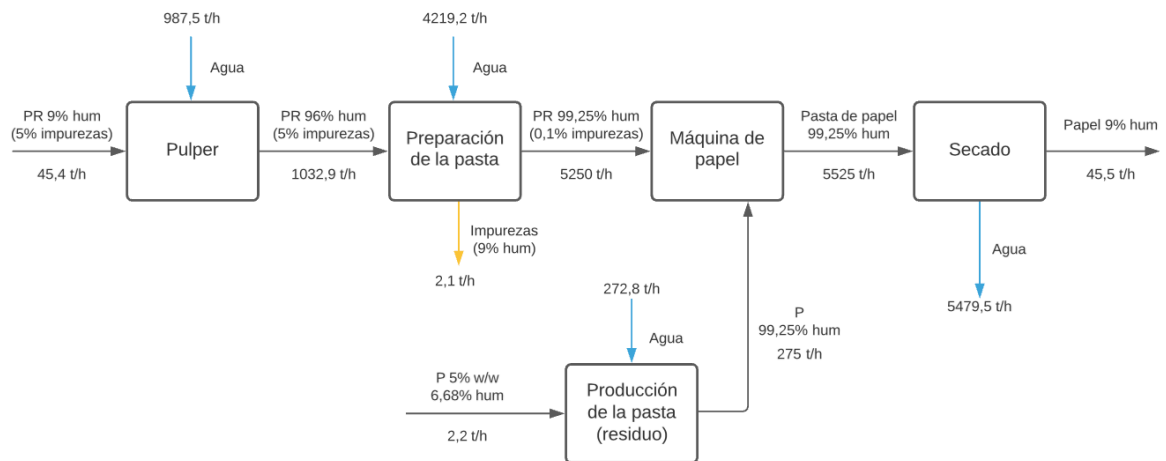 987,5 t/h
4219,2 t/h
Agua
Agua
PR 9% hum
(5% impurezas)
45,4 t/h
Pulper
PR 96% hum
(5% impurezas)
1032,9 t/h
Preparación
de la pasta
PR 99,25% hum
(0,1% impurezas)
5250 t/h
Máquina de
papel
Pasta de papel
99,25% hum
5525 t/h
Secado
Papel 9% hum
45,5 t/h
Impurezas
(9% hum)
2,1 t/h
Agua
5479,5 t/h
272,8 t/h
Agua
P
99,25% hum
275 t/h
P 5% w/w
6,68% hum
2,2 t/h
Producción
de la pasta
(residuo)